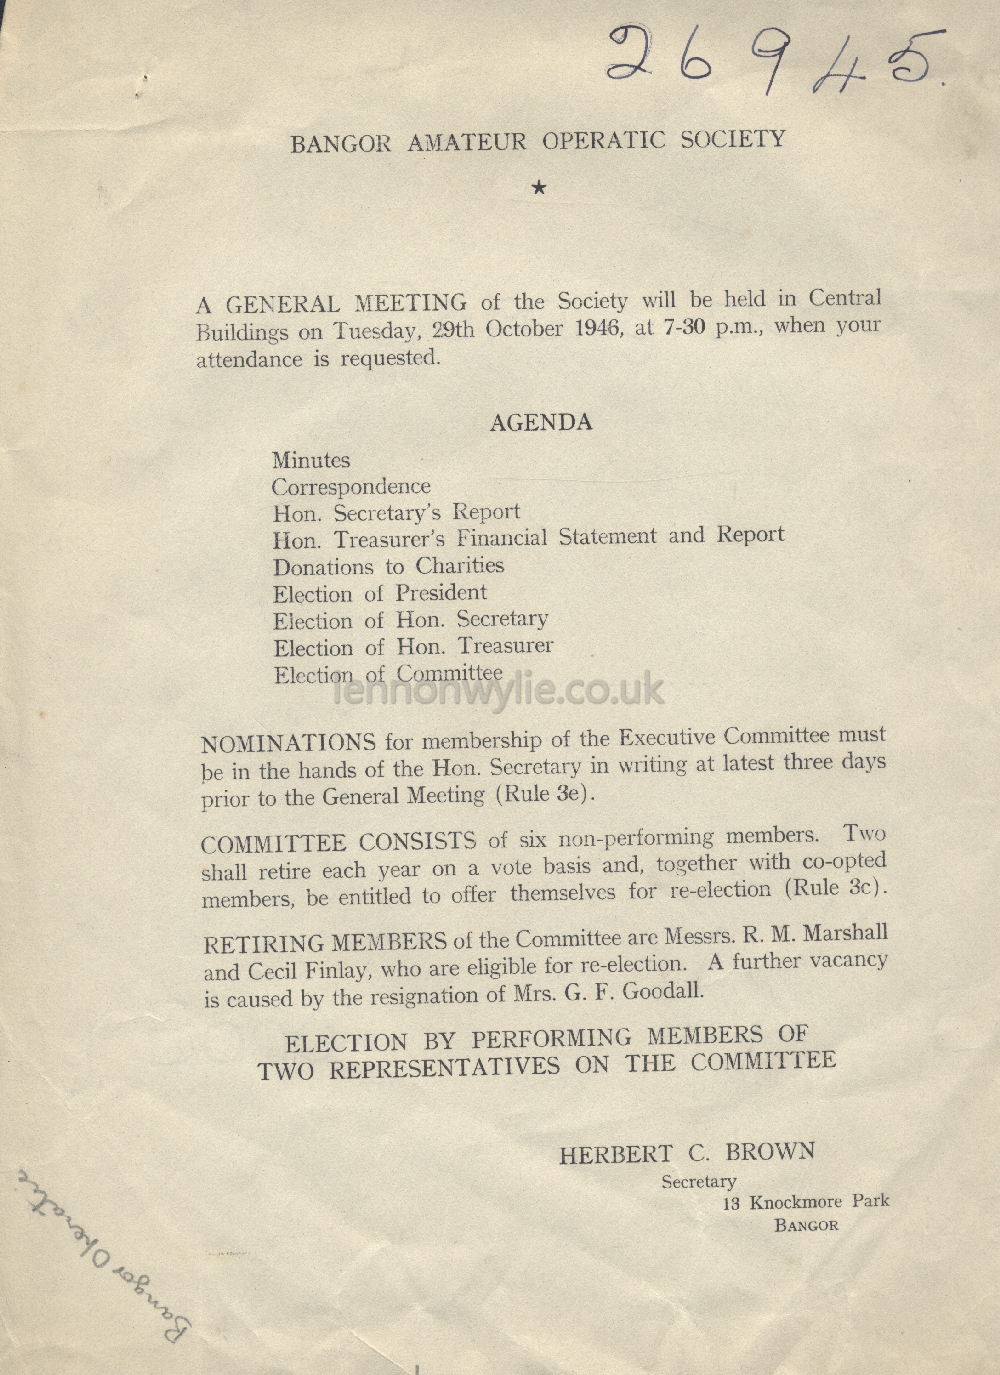 26945.
BANGOR AMATEUR OPERATIC SOCIETY
★
A GENERAL MEETING of the Society will be held in Central
Buildings on Tuesday, 29th October 1946, at 7-30 p.m., when your
attendance is requested.
AGENDA
Minutes
Correspondence
Hon. Secretary's Report
Hon. Treasurer's Financial Statement and Report
Donations to Charities
Election of President
Election of Hon. Secretary
Election of Hon. Treasurer
Election of Committee
lennonwylie.co.uk
NOMINATIONS for membership of the Executive Committee must
be in the hands of the Hon. Secretary in writing at latest three days
prior to the General Meeting (Rule 3e).
COMMITTEE CONSISTS of six non-performing members. Two
shall retire each year on a vote basis and, together with co-opted
members, be entitled to offer themselves for re-election (Rule 3c).
RETIRING MEMBERS of the Committee are Messrs. R. M. Marshall
and Cecil Finlay, who are eligible for re-election. A further vacancy
is caused by the resignation of Mrs. G. F. Goodall.
ELECTION BY PERFORMING MEMBERS OF
TWO REPRESENTATIVES ON THE COMMITTEE
HERBERT C. BROWN
Secretary
13 Knockmore Park
BANGOR
Bangor Operatic